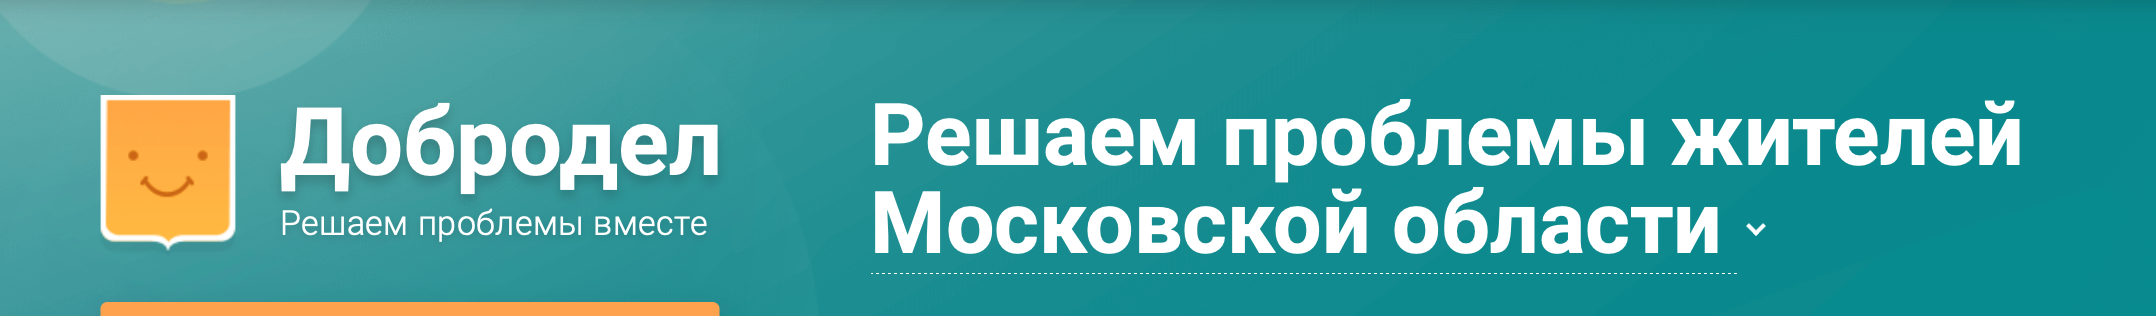 Добродел
Решаем проблемы вместе
Решаем проблемы жителей
Московской области